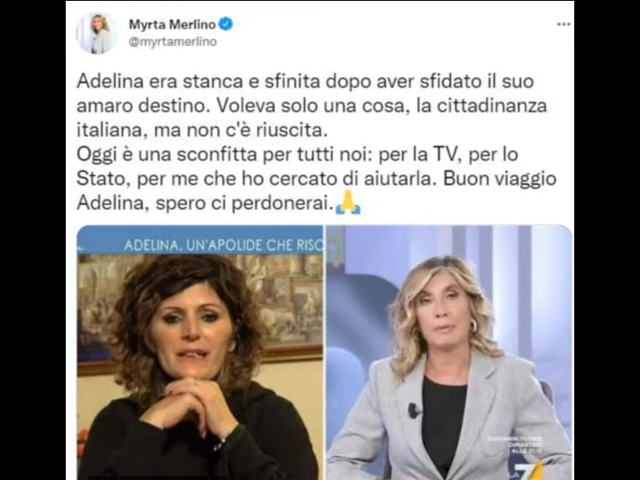 Myrta Merlino
@myrtamerlino
Adelina era stanca e sfinita dopo aver sfidato il suo
amaro destino. Voleva solo una cosa, la cittadinanza
italiana, ma non c'è riuscita.
Oggi è una sconfitta per tutti noi: per la TV, per lo
Stato, per me che ho cercato di aiutarla. Buon viaggio
Adelina, spero ci perdonerai.🙏
ADELINA, UN'APOLIDE CHE RISC
7